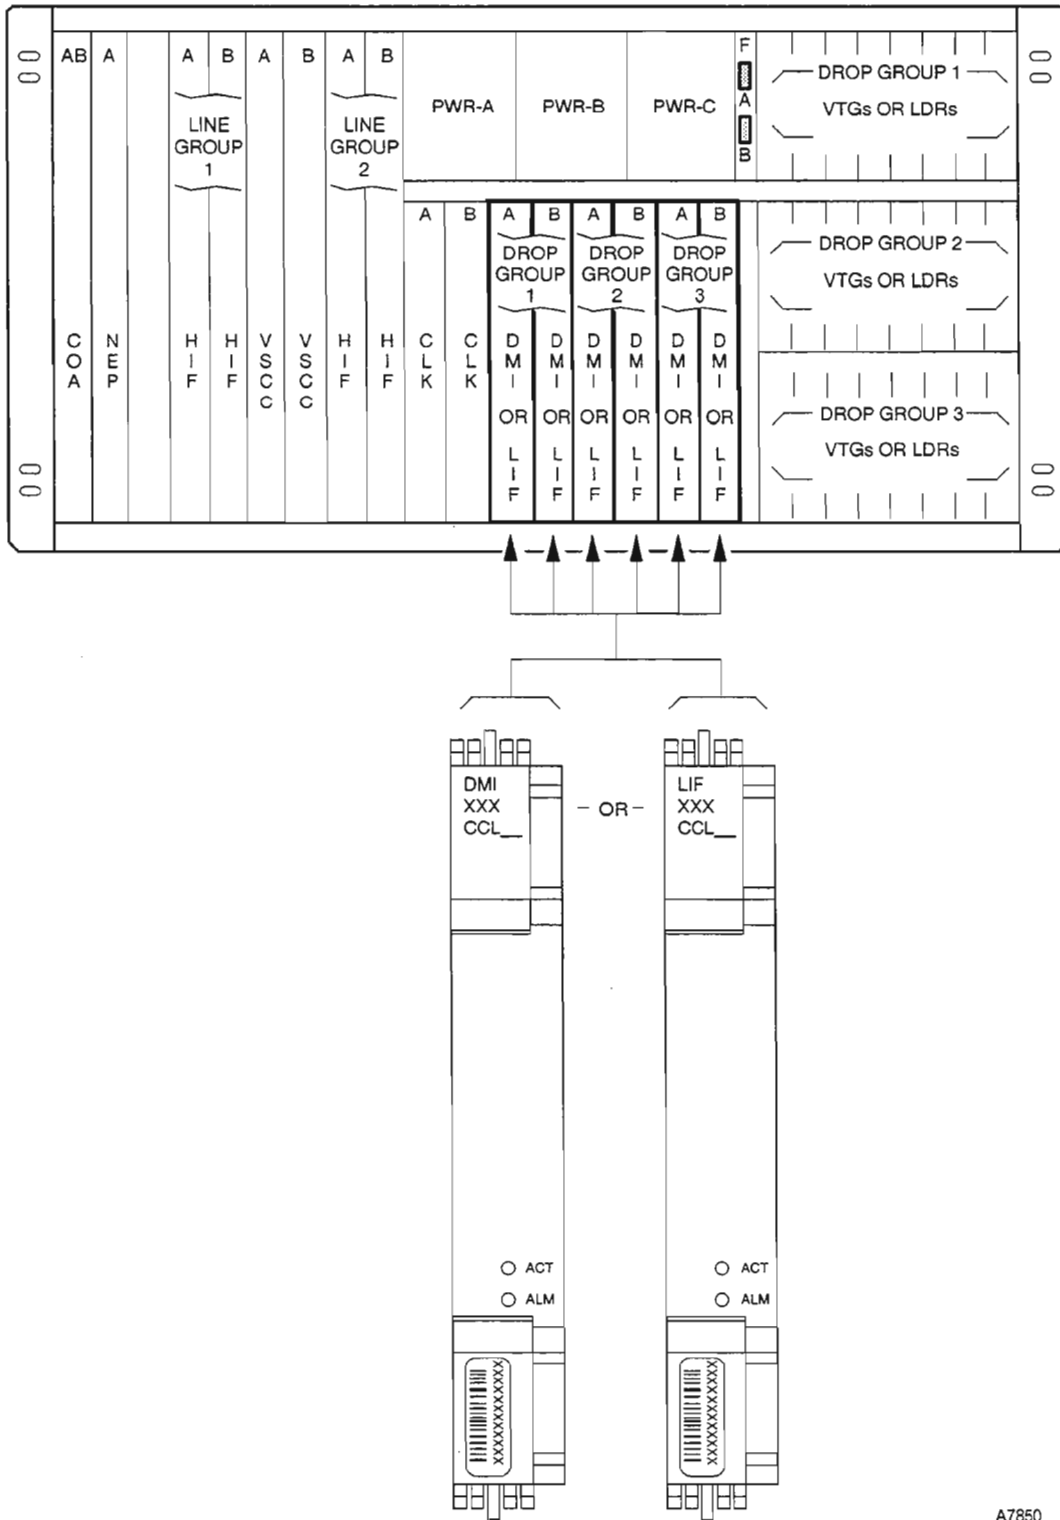 AB A A B A B A B
LINE
GROUP
1
LINE
GROUP
2
PWR-A PWR-B PWR-C
F
A
B
DROP GROUP 1
VTGs OR LDRs
A B A B A B A B
DROP
GROUP
1
DROP
GROUP
2
DROP
GROUP
3
DROP GROUP 2
VTGs OR LDRs
COA NEP HIF HIF VSCC VSCC HIF HIF CLK CLK
DMI OR LIF
DMI OR LIF
DMI OR LIF
DMI OR LIF
DMI OR LIF
DMI OR LIF
DROP GROUP 3
VTGs OR LDRs
DMI
XXX
CCL__
- OR -
LIF
XXX
CCL__
ACT
ALM
ACT
ALM
XXXXXXXXXXXX
XXXXXXXXXXXX
A7850